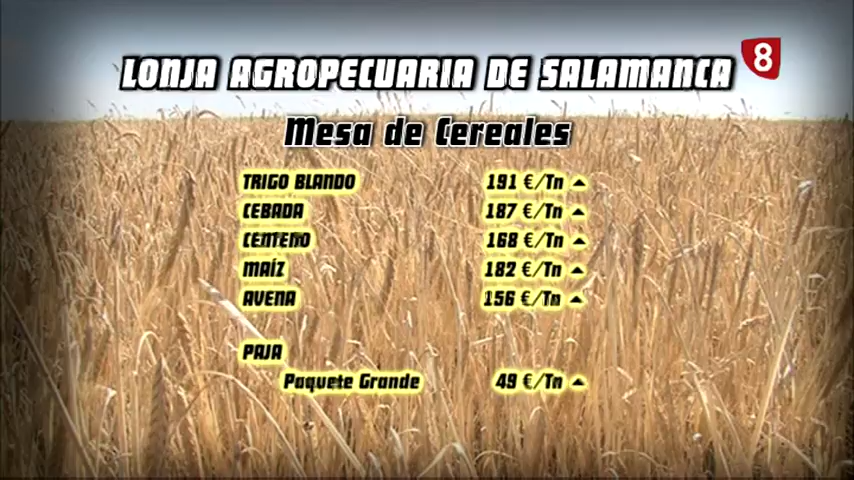 LONJA AGROPECUARIA DE SALAMANCA
8
Mesa de Cereales
TRIGO BLANDO 191 €/Tn ▲
CEBADA 187 €/Tn ▲
CENTENO 168 €/Tn ▲
MAÍZ 182 €/Tn ▲
AVENA 156 €/Tn ▲
PAJA
Paquete Grande 49 €/Tn ▲